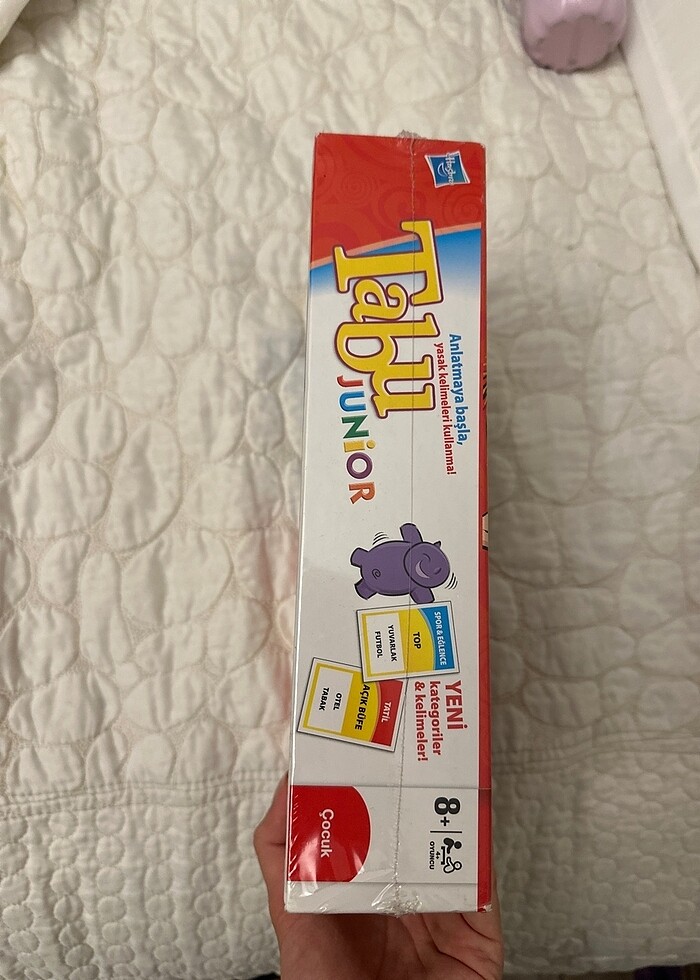 Hasbro
Anlatmaya başla,
yasak kelimeleri kullanma!
Tabu
JUNiOR
SPOR & EĞLENCE
TOP
YUVARLAK
FUTBOL
TATİL
AÇIK BÜFE
OTEL
TABAK
YENİ
kategoriler
& kelimeler!
8+
4+
OYUNCU
Çocuk